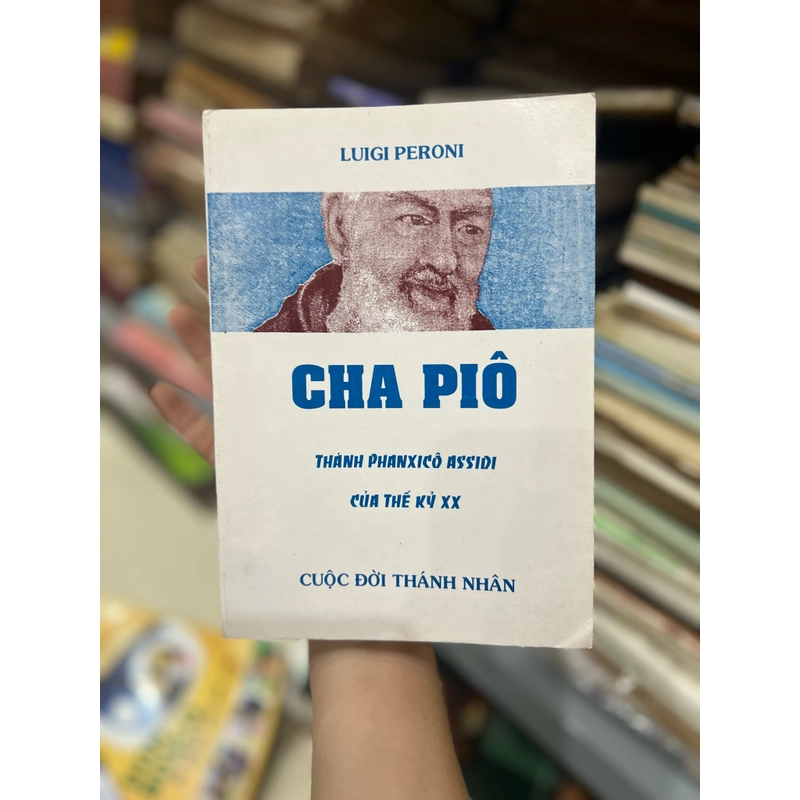 LUIGI PERONI
CHA PIÔ
THÁNH PHANXICÔ ASSIDI
CỦA THẾ KỶ XX
CUỘC ĐỜI THÁNH NHÂN